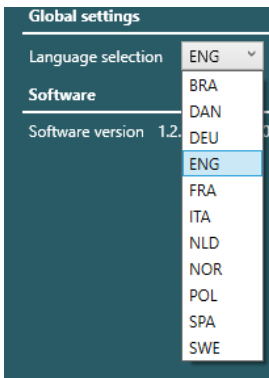 Global settings
Language selection ENG
Software
Software version 1.2.
BRA
DAN
DEU
ENG
FRA
ITA
NLD
NOR
POL
SPA
SWE